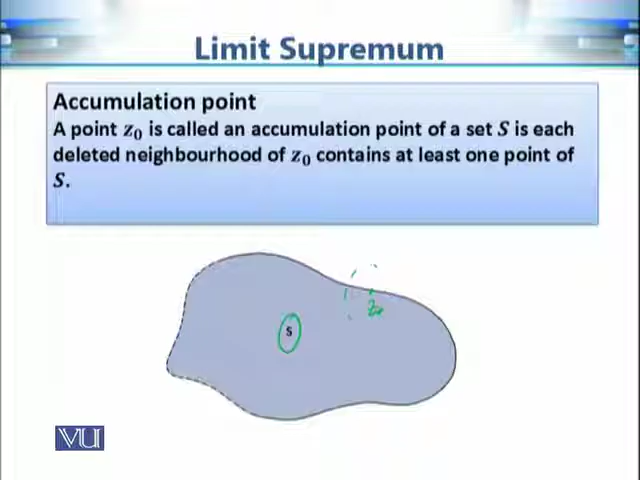 Limit Supremum
Accumulation point
A point z₀ is called an accumulation point of a set S is each
deleted neighbourhood of z₀ contains at least one point of
S.
z₀
S
VU